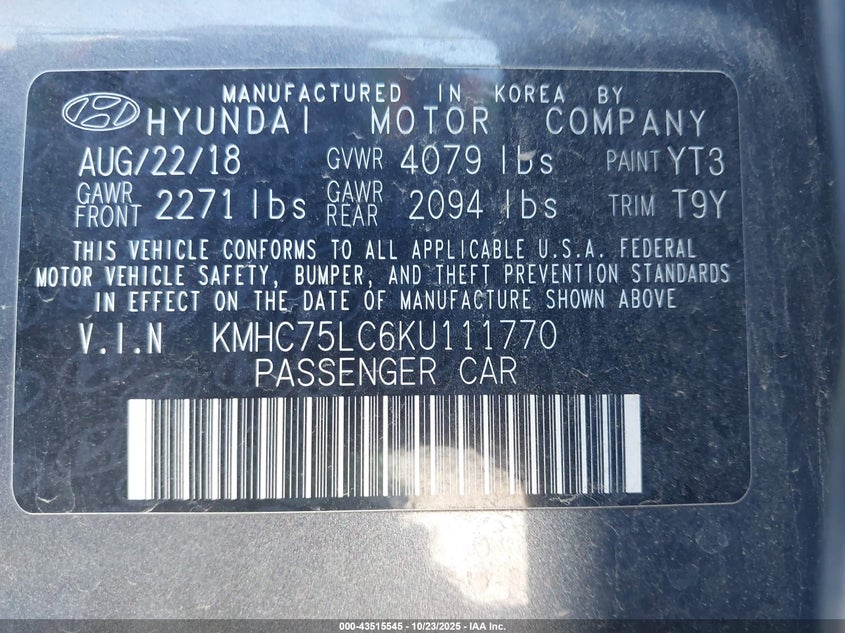 MANUFACTURED IN KOREA BY
HYUNDAI MOTOR COMPANY
AUG/22/18 GVWR 4079 lbs PAINT YT3
GAWR FRONT 2271 lbs GAWR REAR 2094 lbs TRIM T9Y
THIS VEHICLE CONFORMS TO ALL APPLICABLE U.S.A. FEDERAL
MOTOR VEHICLE SAFETY, BUMPER, AND THEFT PREVENTION STANDARDS
IN EFFECT ON THE DATE OF MANUFACTURE SHOWN ABOVE
V.I.N KMHC75LC6KU111770
PASSENGER CAR
000-43515545 - 10/23/2025 - IAA Inc.